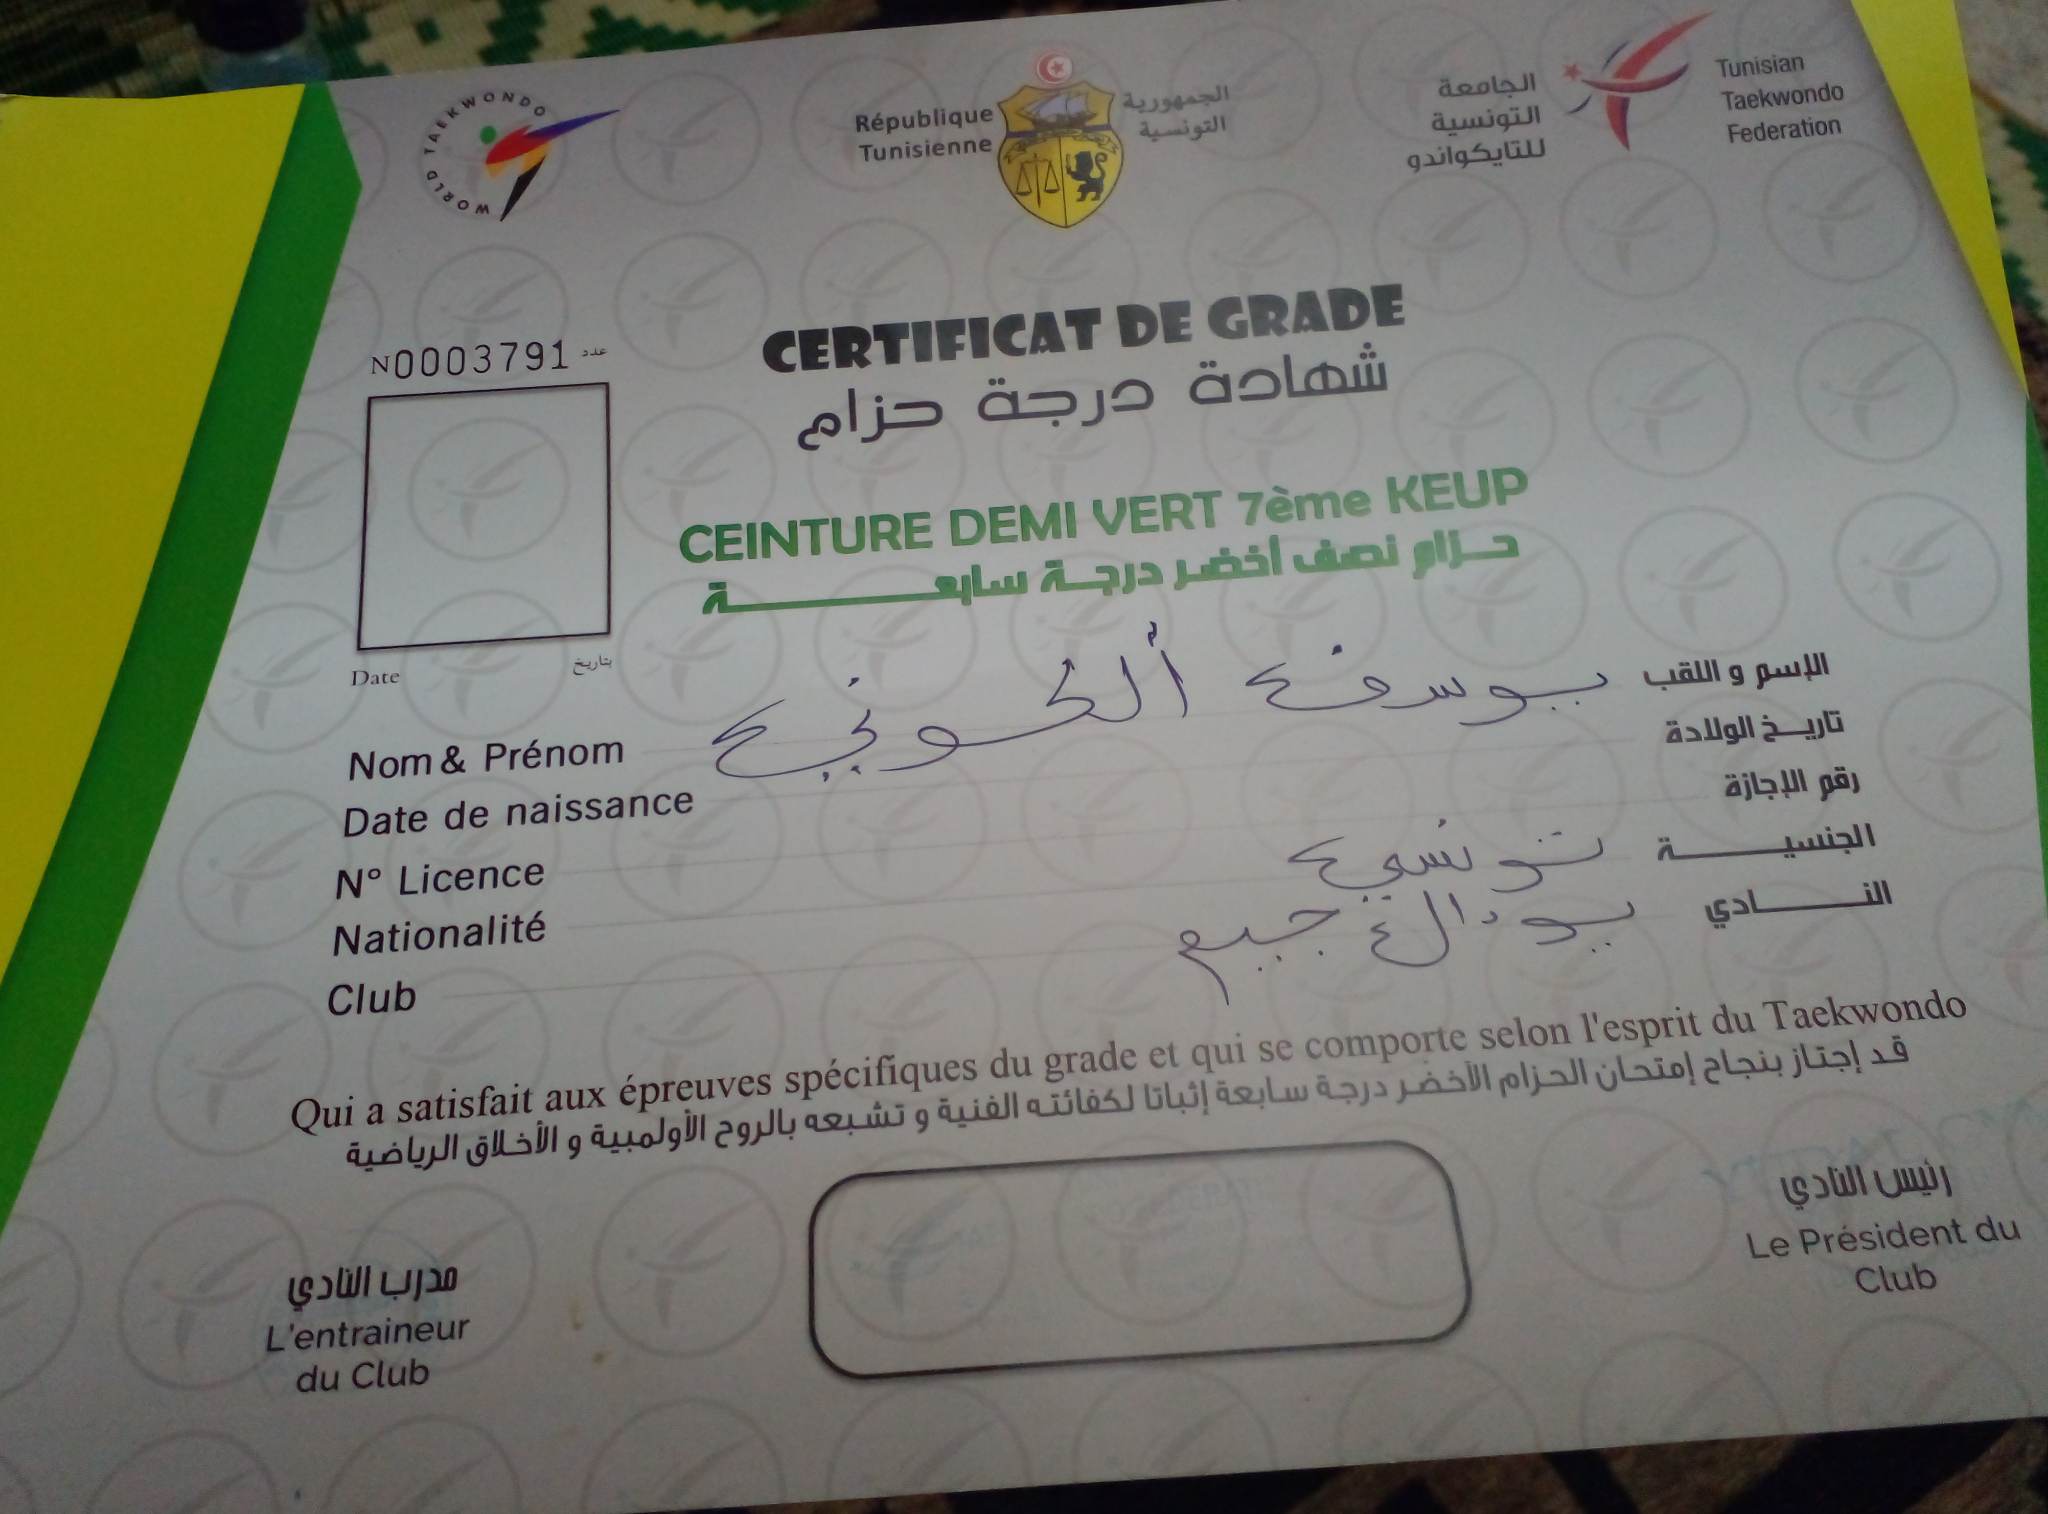 WORLD TAEKWONDO
République
Tunisienne
الجمهورية
التونسية
الجامعة
التونسية
للتايكواندو
Tunisian
Taekwondo
Federation
N0003791 عدد
CERTIFICAT DE GRADE
شهادة درجة حزام
CEINTURE DEMI VERT 7ème KEUP
حزام نصف أخضر درجة سابعة
Date بتاريخ
الإسم و اللقب يوسف ألكوني Nom & Prénom
تاريخ الولادة Date de naissance
رقم الإجازة N° Licence
الجنسية تونسي Nationalité
النادي Club
Qui a satisfait aux épreuves spécifiques du grade et qui se comporte selon l'esprit du Taekwondo
قد إجتاز بنجاح إمتحان الحزام الأخضر درجة سابعة إثباتا لكفائته الفنية و تشبعه بالروح الأولمبية و الأخلاق الرياضية
رئيس النادي
Le Président du
Club
مدرب النادي
L'entraineur
du Club